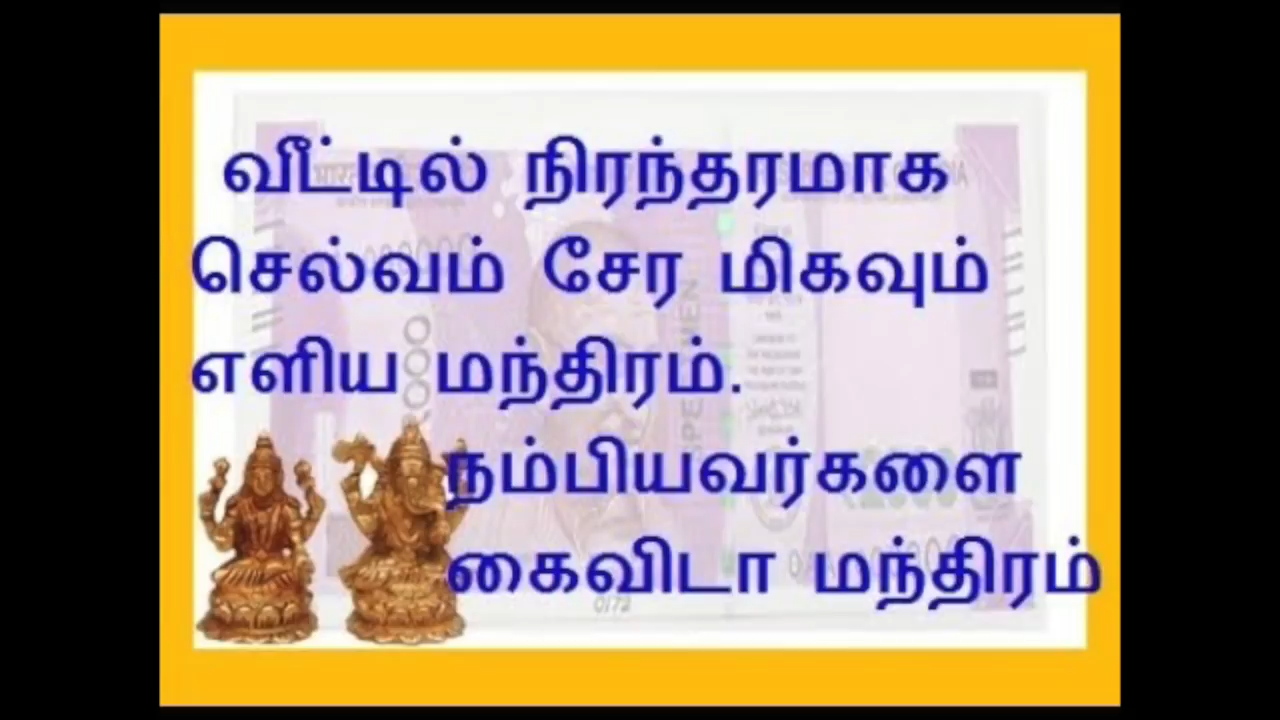 வீட்டில் நிரந்தரமாக
செல்வம் சேர மிகவும்
எளிய மந்திரம்.
நம்பியவர்களை
கைவிடா மந்திரம்